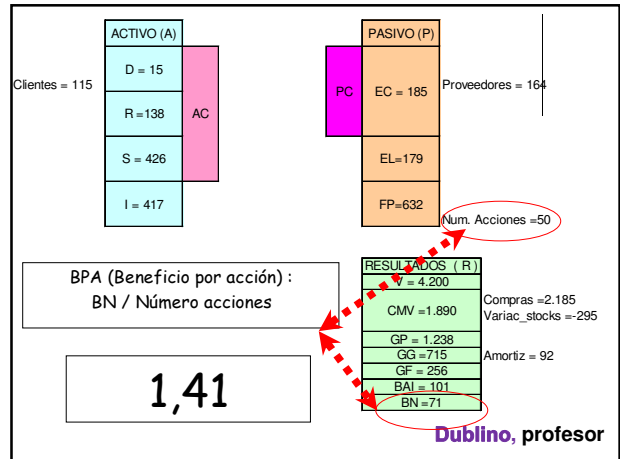 ACTIVO (A)
PASIVO (P)
Clientes = 115
D = 15
R =138
AC
S = 426
I = 417
PC
EC = 185
Proveedores = 164
EL=179
FP=632
Num. Acciones =50
BPA (Beneficio por acción) :
BN / Número acciones
1,41
RESULTADOS ( R )
V = 4.200
CMV =1.890
Compras =2.185
Variac_stocks =-295
GP = 1.238
GG =715
Amortiz = 92
GF = 256
BAI = 101
BN =71
Dublino, profesor